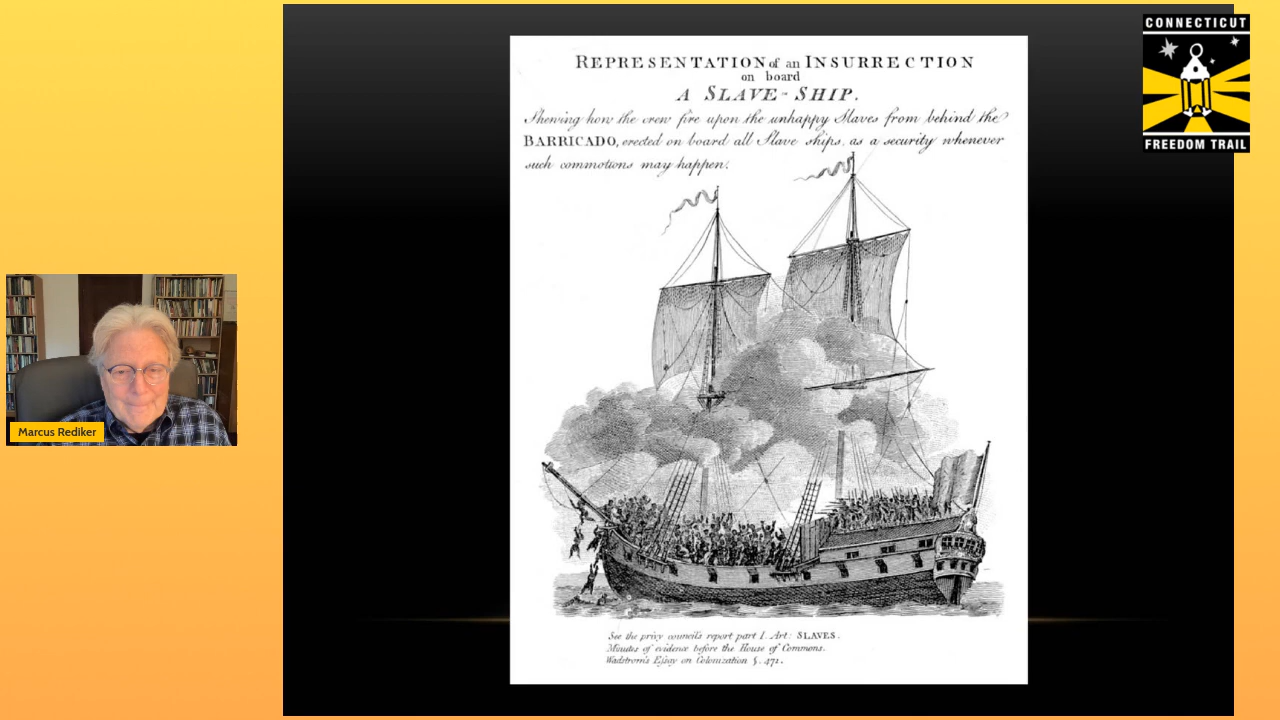 REPRESENTATION of an INSURRECTION
on board
A SLAVE-SHIP.
Shewing how the crew fire upon the unhappy Slaves from behind the
BARRICADO, erected on board all Slave ships, as a security whenever
such commotions may happen.
See the privy council's report part I. Art: SLAVES.
Minutes of evidence before the House of Commons.
Wadstrom's Essay on Colonization §. 471.
Marcus Rediker
CONNECTICUT
FREEDOM TRAIL